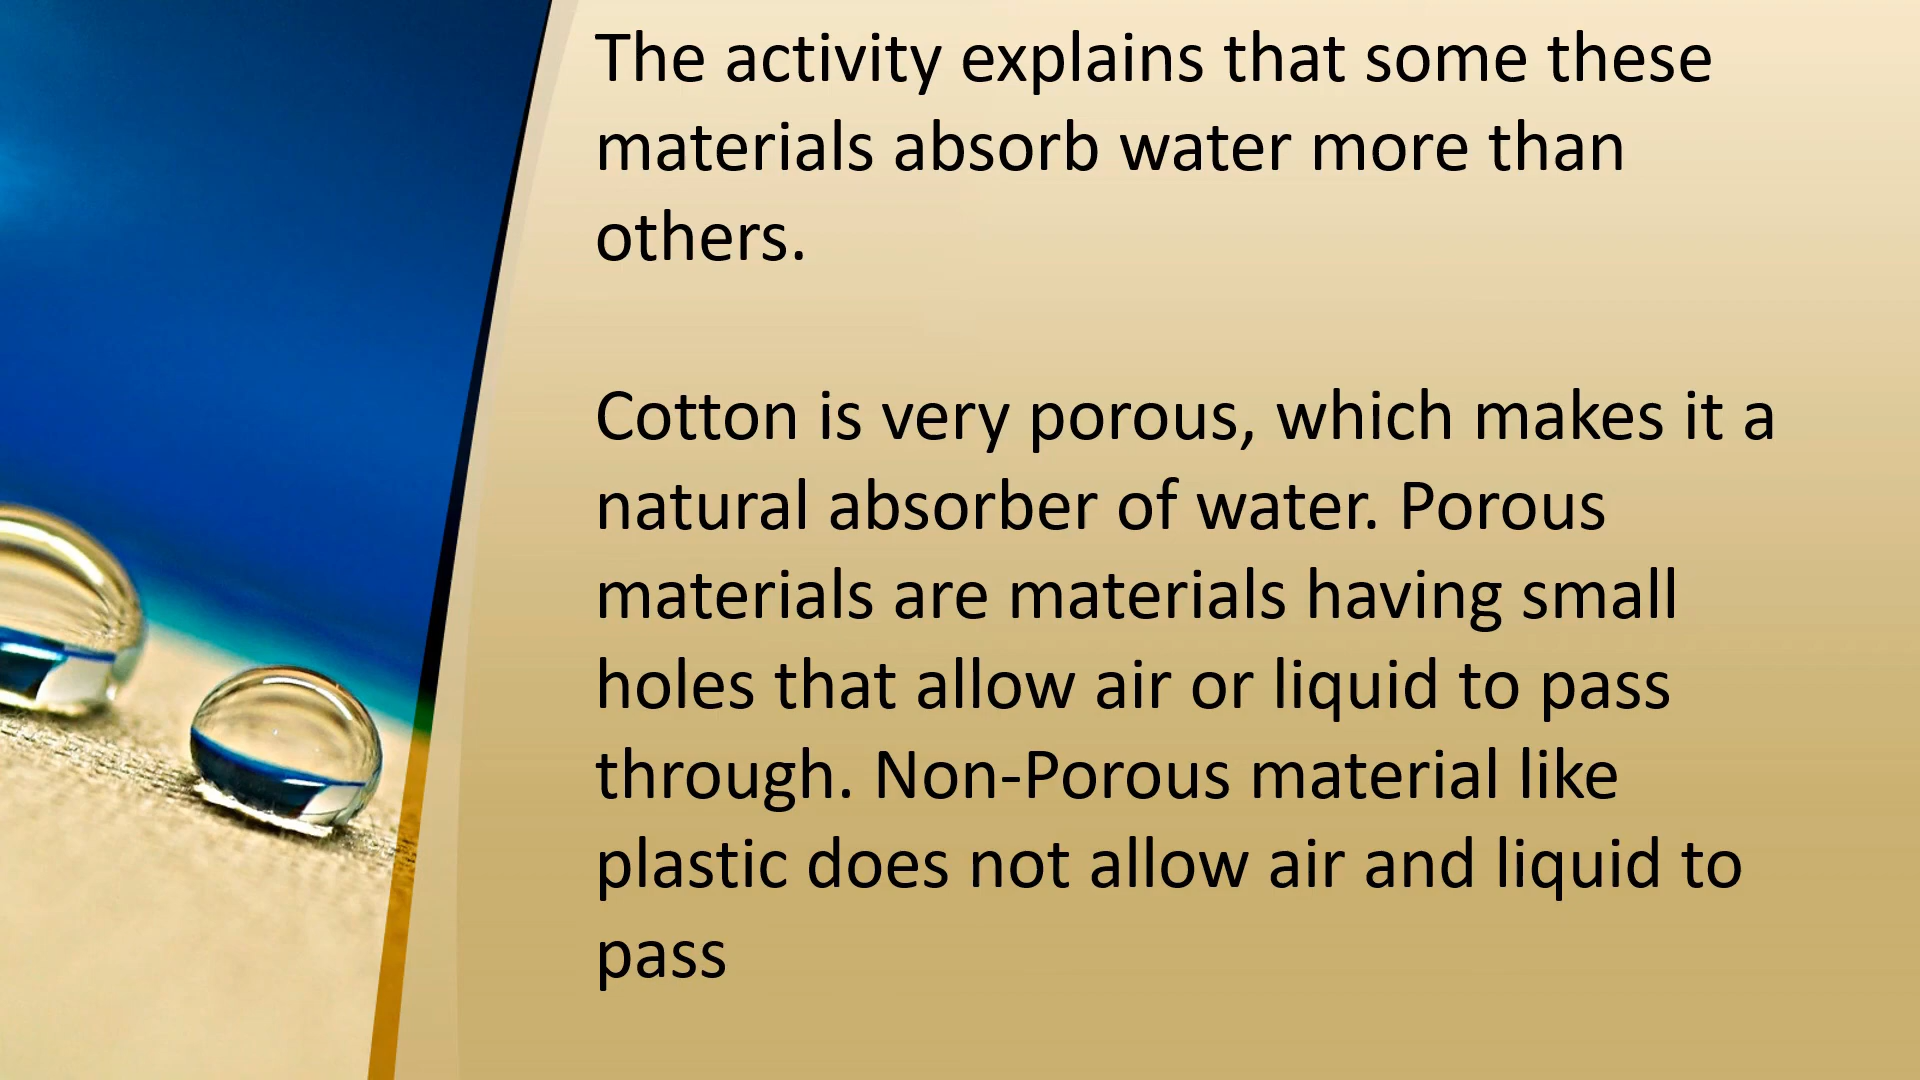 The activity explains that some these
materials absorb water more than
others.
Cotton is very porous, which makes it a
natural absorber of water. Porous
materials are materials having small
holes that allow air or liquid to pass
through. Non-Porous material like
plastic does not allow air and liquid to
pass